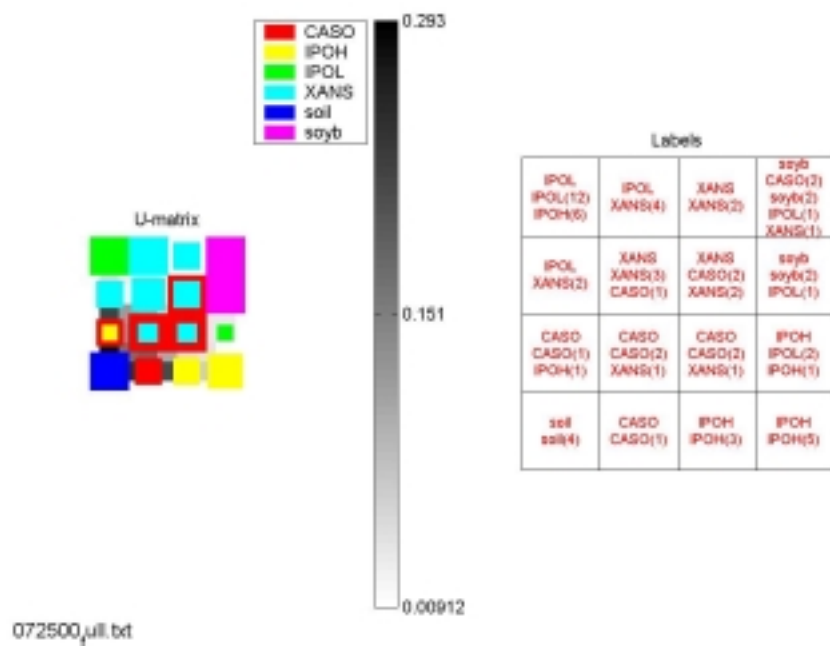 CASO
IPOH
IPOL
XANS
soil
soyb
0.293
0.151
0.00912
U-matrix
Labels
IPOL
IPOL(12)
IPOH(6)
IPOL
XANS(4)
XANS
XANS(2)
soyb
CASO(2)
soyb(2)
IPOL(1)
XANS(1)
IPOL
XANS(2)
XANS
XANS(3)
CASO(1)
XANS
CASO(2)
XANS(2)
soyb
soyb(2)
IPOL(1)
CASO
CASO(1)
IPOH(1)
CASO
CASO(2)
XANS(1)
CASO
CASO(2)
XANS(1)
IPOH
IPOL(2)
IPOH(1)
soil
soil(4)
CASO
CASO(1)
IPOH
IPOH(3)
IPOH
IPOH(5)
072500full.txt